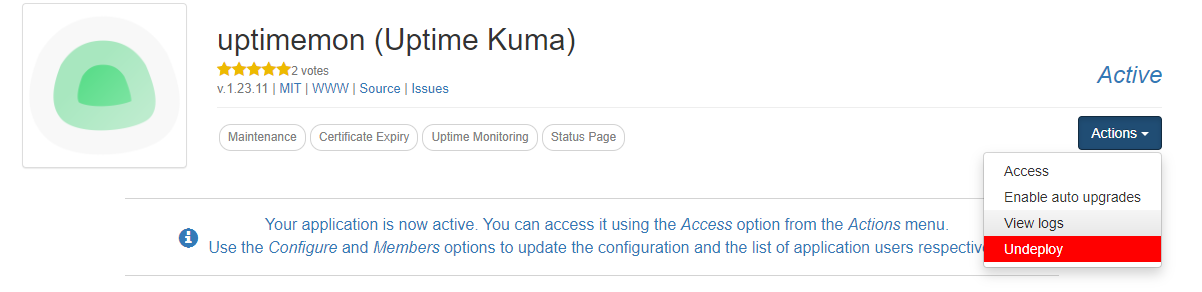 uptimemon (Uptime Kuma)
2 votes
v.1.23.11 | MIT | WWW | Source | Issues
Active
Maintenance
Certificate Expiry
Uptime Monitoring
Status Page
Actions
Access
Enable auto upgrades
View logs
Undeploy
Your application is now active. You can access it using the Access option from the Actions menu.
Use the Configure and Members options to update the configuration and the list of application users respective